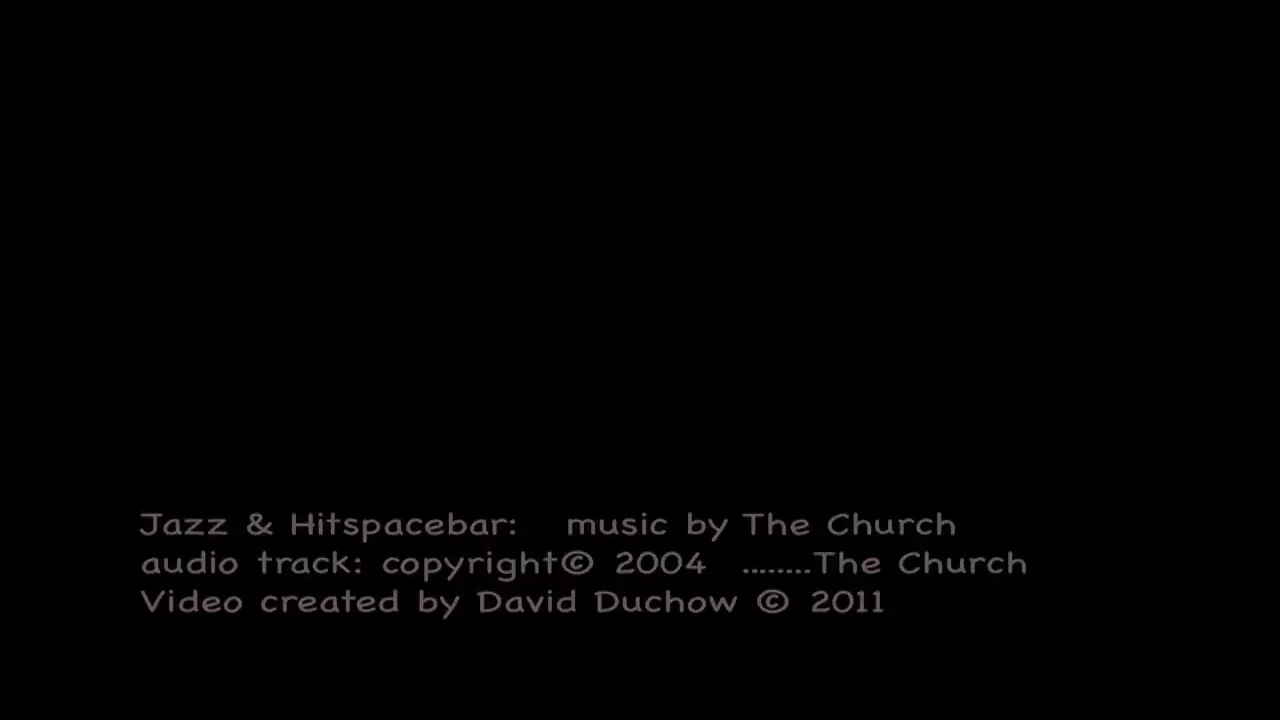 Jazz & Hitspacebar: music by The Church
audio track: copyright© 2004 ........The Church
Video created by David Duchow © 2011